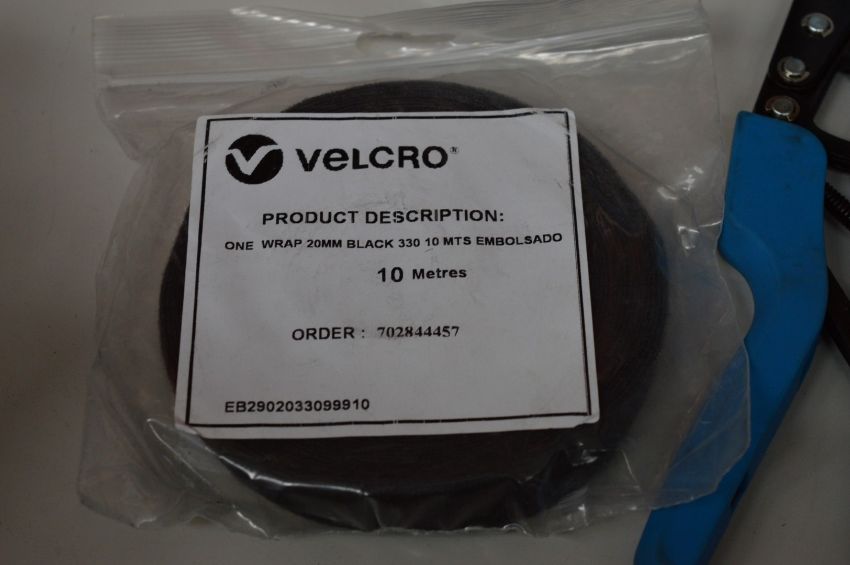 VELCRO®
PRODUCT DESCRIPTION:
ONE WRAP 20MM BLACK 330 10 MTS EMBOLSADO
10 Metres
ORDER : 702844457
EB2902033099910